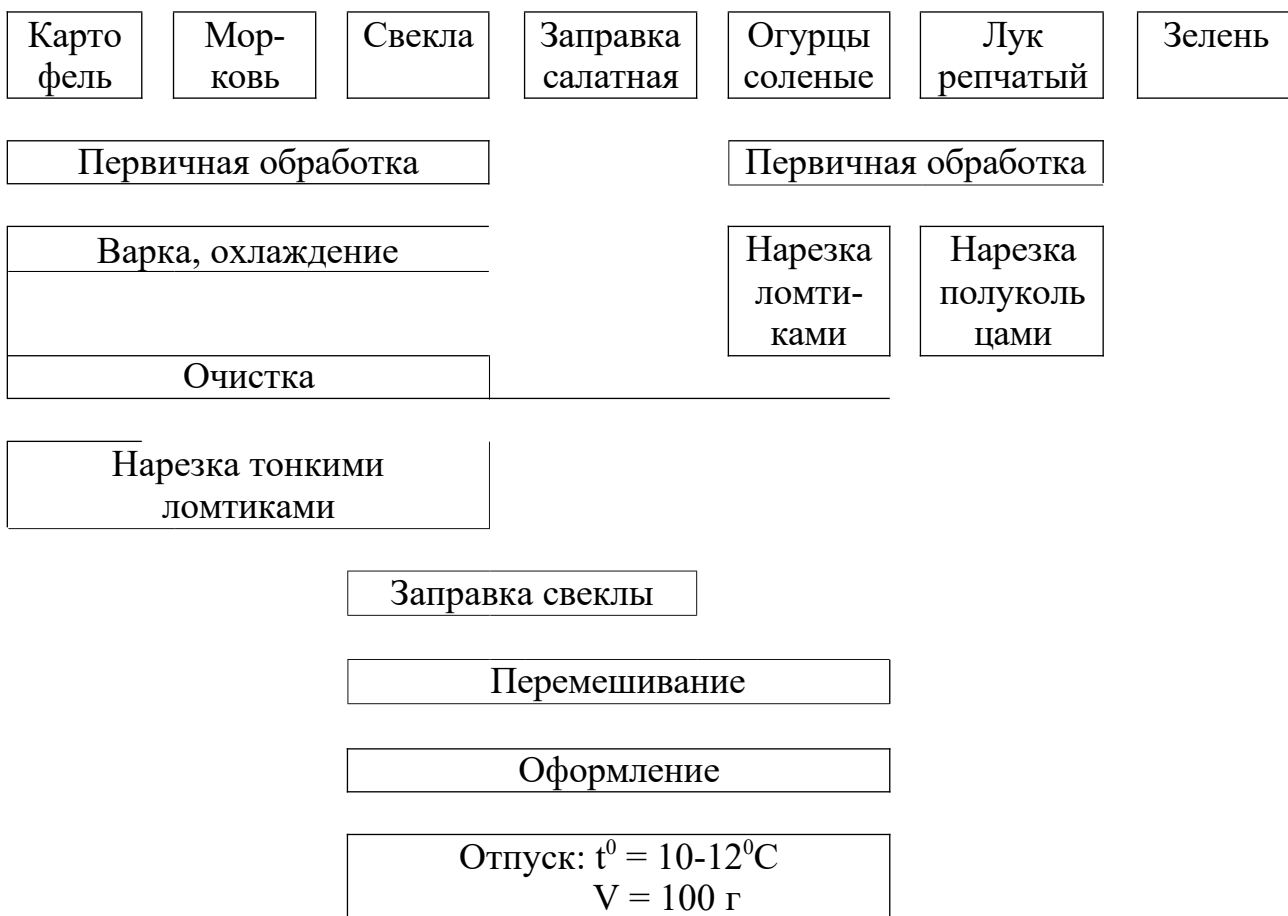 Карто
фель
Мор-
ковь
Свекла
Заправка
салатная
Огурцы
соленые
Лук
репчатый
Зелень
Первичная обработка
Первичная обработка
Варка, охлаждение
Нарезка
ломти-
ками
Нарезка
полуколь
цами
Очистка
Нарезка тонкими
ломтиками
Заправка свеклы
Перемешивание
Оформление
Отпуск: t⁰ = 10-12⁰С
V = 100 г